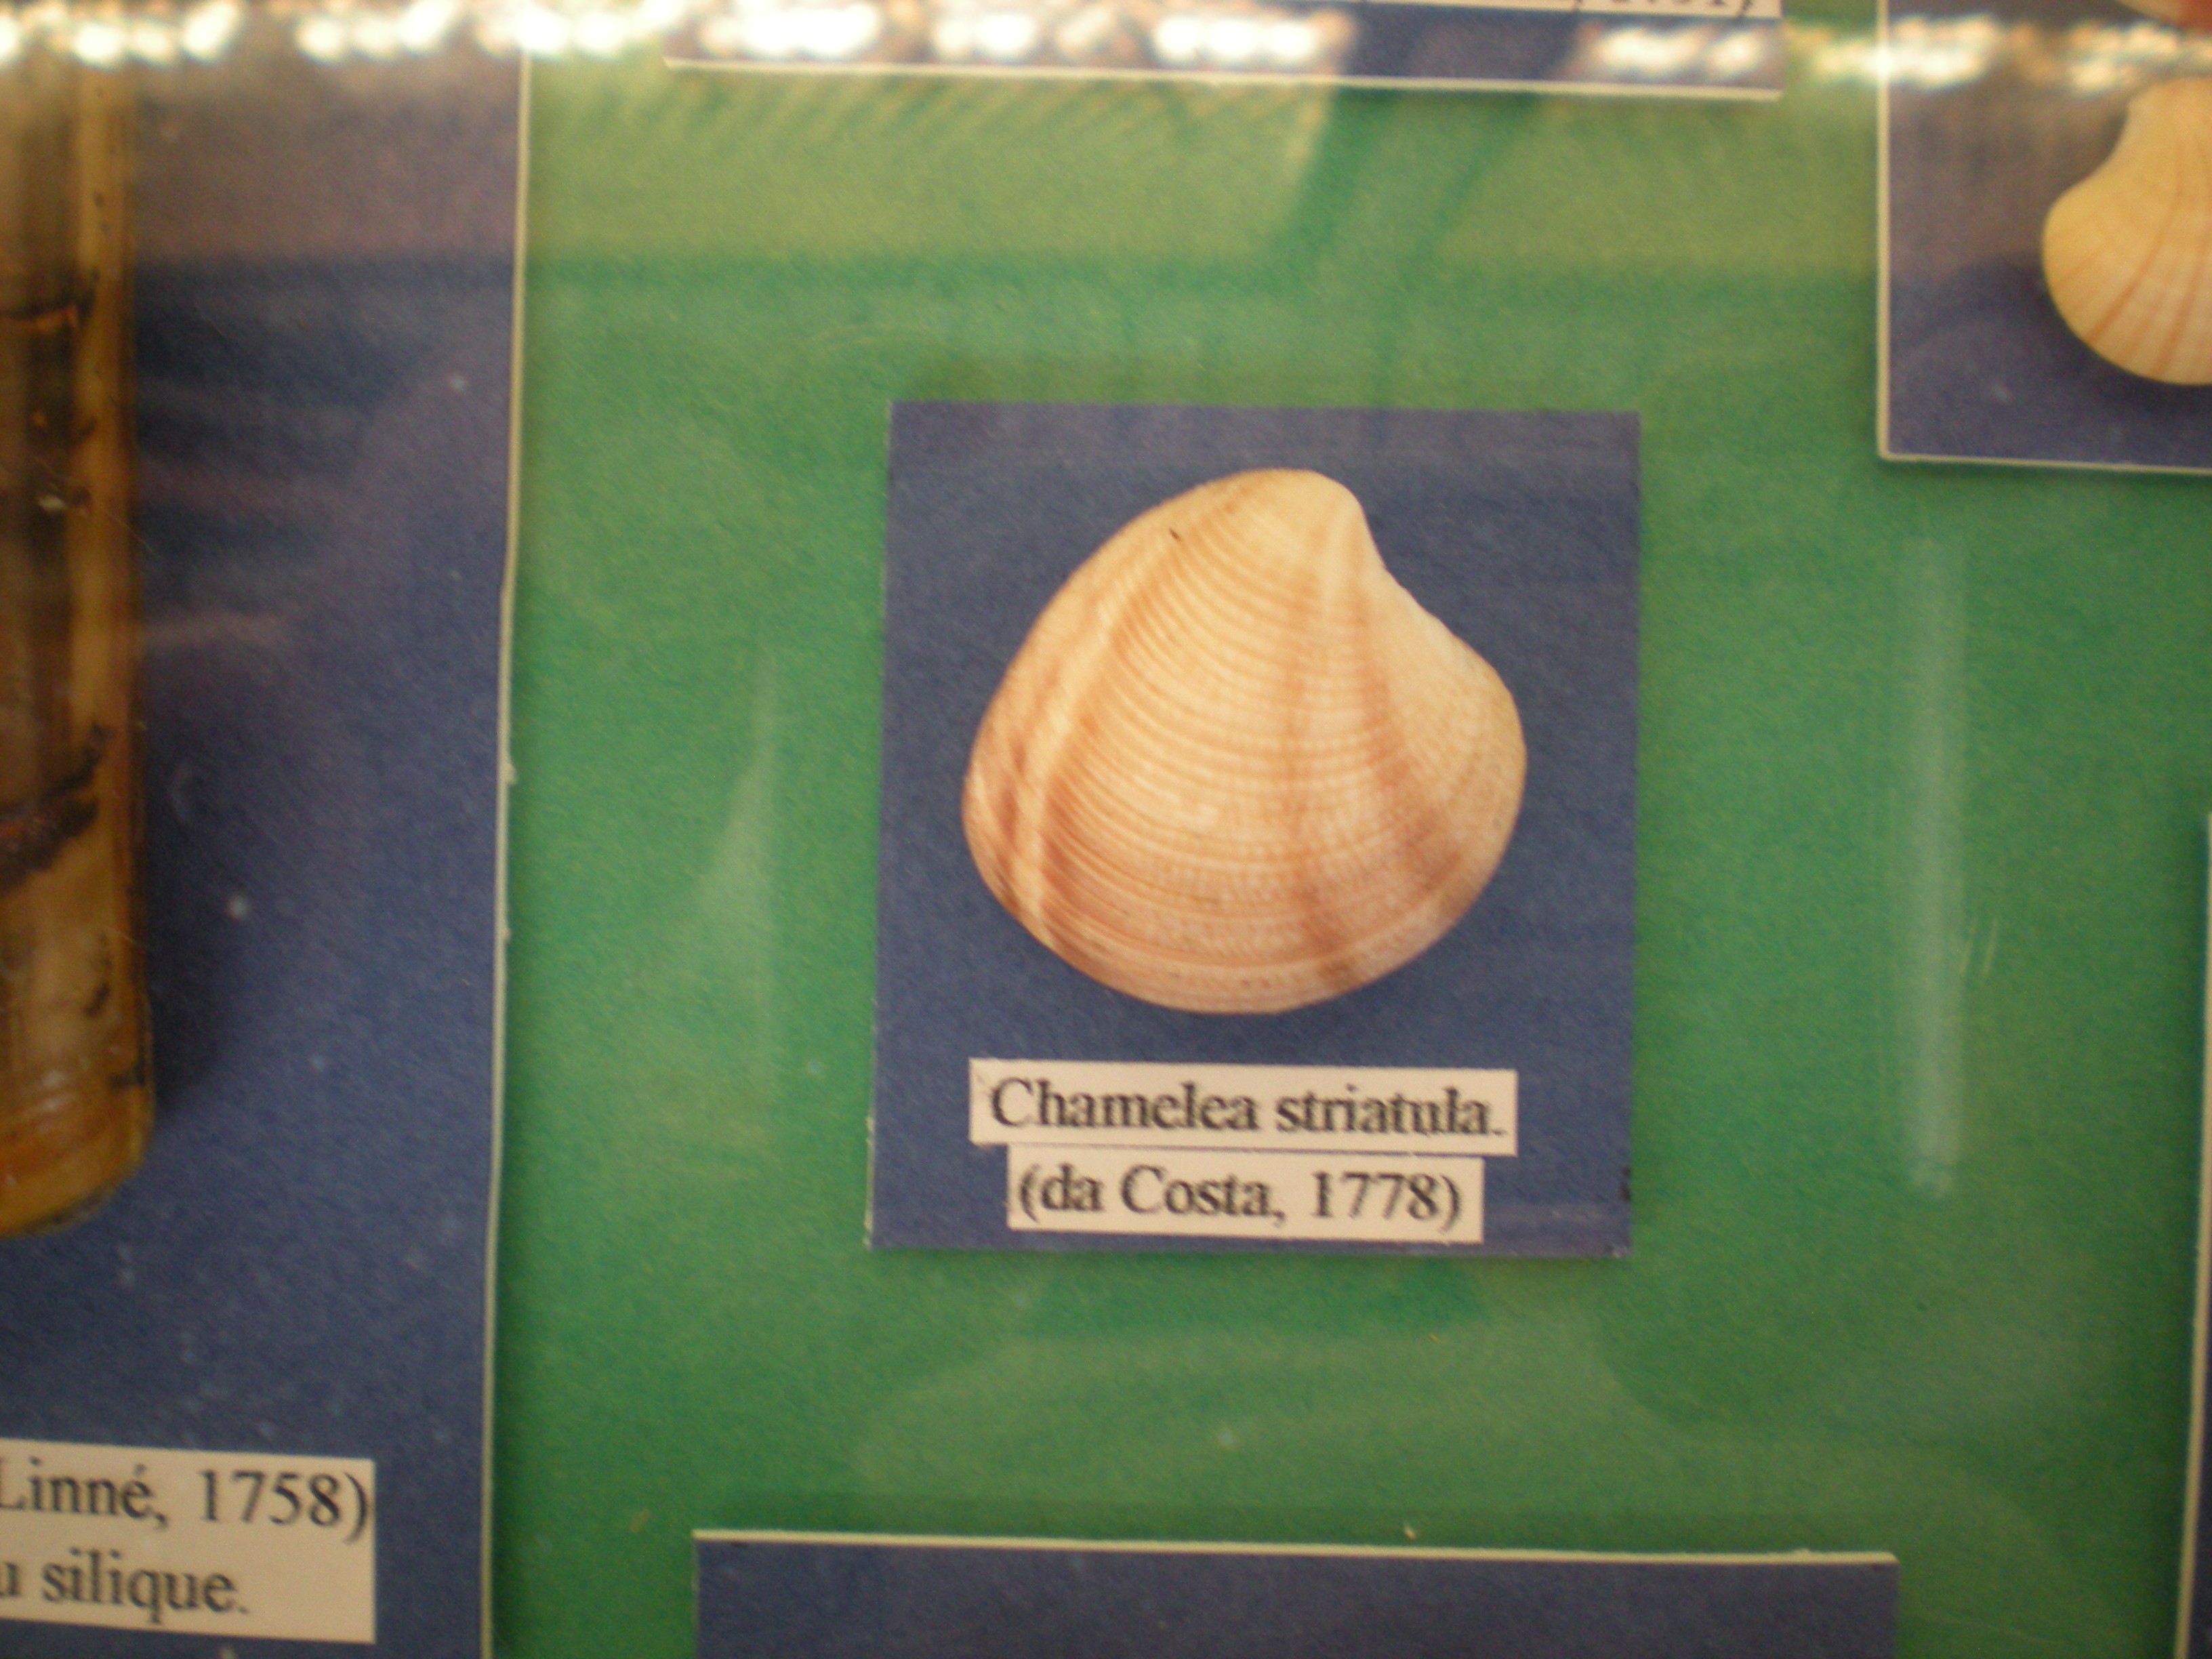 Chamelea striatula.
(da Costa, 1778)
Linné, 1758)
silique.